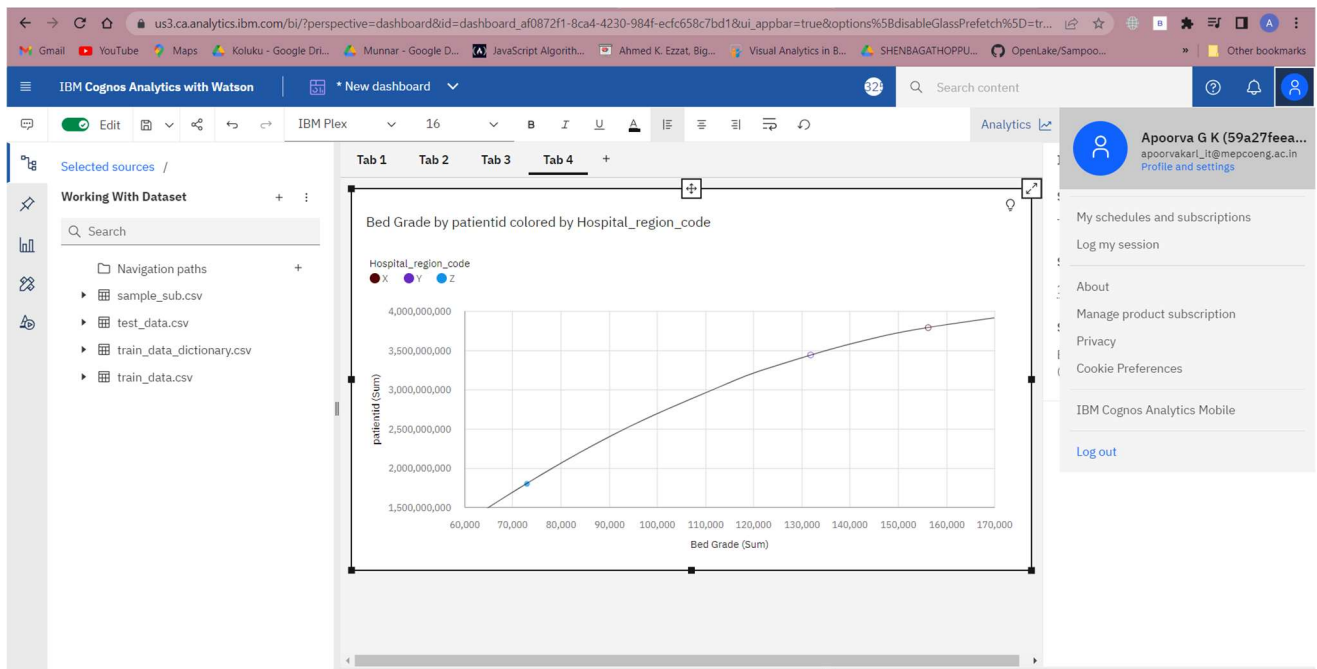 us3.ca.analytics.ibm.com/bi/?perspective=dashboard&id=dashboard_af0872f1-8ca4-4230-984f-ecfc658c7bd1&ui_appbar=true&options%5BdisableGlassPrefetch%5D=tr...
Gmail YouTube Maps Koluku - Google Dri... Munnar - Google D... JavaScript Algorith... Ahmed K. Ezzat, Big... Visual Analytics in B... SHENBAGATHOPPU... OpenLake/Sampoo... » Other bookmarks
IBM Cognos Analytics with Watson * New dashboard Search content
Edit IBM Plex 16 B I U A Analytics
Selected sources /
Working With Dataset
Search
Navigation paths
sample_sub.csv
test_data.csv
train_data_dictionary.csv
train_data.csv
Tab 1 Tab 2 Tab 3 Tab 4 +
Bed Grade by patientid colored by Hospital_region_code
Hospital_region_code
X Y Z
patientid (Sum)
4,000,000,000
3,500,000,000
3,000,000,000
2,500,000,000
2,000,000,000
1,500,000,000
60,000 70,000 80,000 90,000 100,000 110,000 120,000 130,000 140,000 150,000 160,000 170,000
Bed Grade (Sum)
Apoorva G K (59a27feea...
apoorvakarl_it@mepcoeng.ac.in
Profile and settings
My schedules and subscriptions
Log my session
About
Manage product subscription
Privacy
Cookie Preferences
IBM Cognos Analytics Mobile
Log out